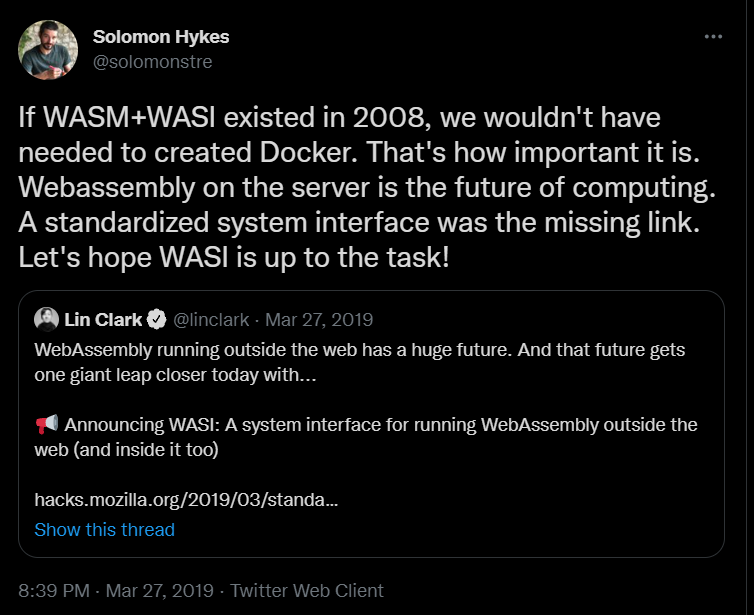 Solomon Hykes
@solomonstre
If WASM+WASI existed in 2008, we wouldn't have
needed to created Docker. That's how important it is.
Webassembly on the server is the future of computing.
A standardized system interface was the missing link.
Let's hope WASI is up to the task!
Lin Clark @linclark · Mar 27, 2019
WebAssembly running outside the web has a huge future. And that future gets
one giant leap closer today with...
📢 Announcing WASI: A system interface for running WebAssembly outside the
web (and inside it too)
hacks.mozilla.org/2019/03/standa...
Show this thread
8:39 PM · Mar 27, 2019 · Twitter Web Client